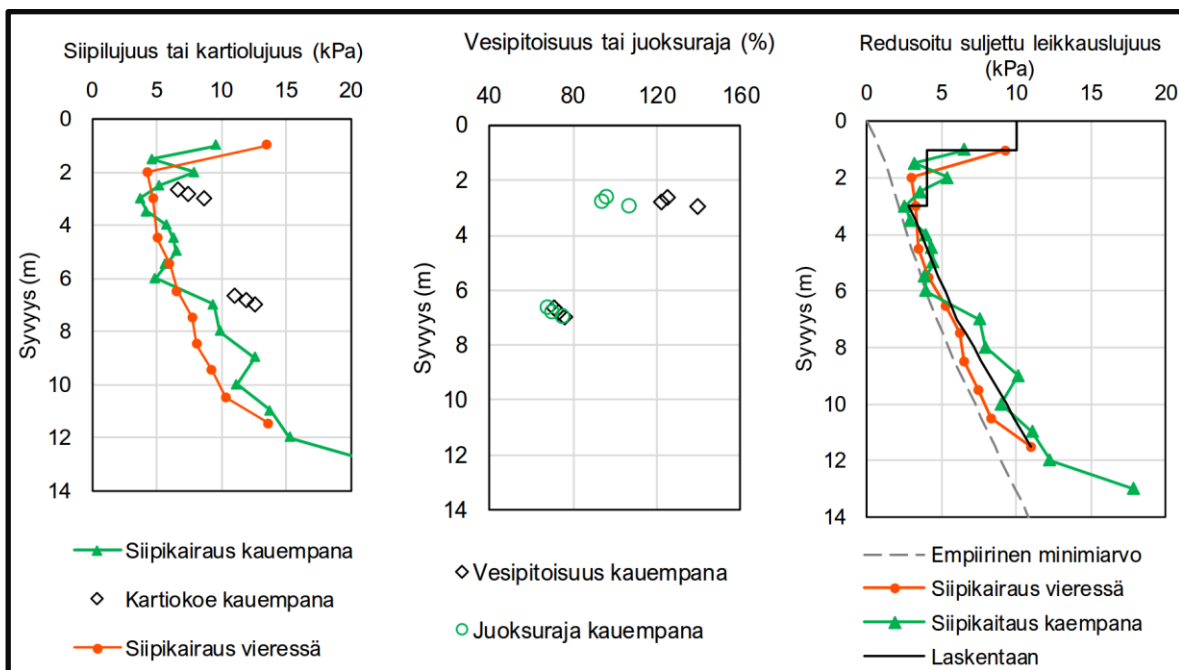 Siipilujuus tai kartiolujuus (kPa)
0 5 10 15 20
0
2
4
6
8
10
12
14
Syvyys (m)
Siipikairaus kauempana
Kartiokoe kauempana
Siipikairaus vieressä
Vesipitoisuus tai juoksuraja (%)
40 80 120 160
0
2
4
6
8
10
12
14
Syvyys (m)
Vesipitoisuus kauempana
Juoksuraja kauempana
Redusoitu suljettu leikkauslujuus
(kPa)
0 5 10 15 20
0
2
4
6
8
10
12
14
Syvyys (m)
Empiirinen minimiarvo
Siipikairaus vieressä
Siipikaitaus kaempana
Laskentaan